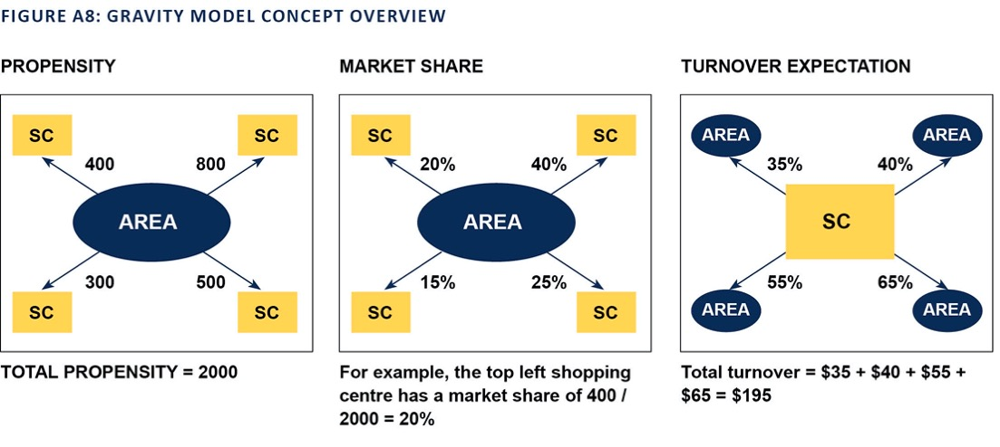 FIGURE A8: GRAVITY MODEL CONCEPT OVERVIEW
PROPENSITY
SC
SC
400
800
AREA
300
500
SC
SC
TOTAL PROPENSITY = 2000
MARKET SHARE
SC
SC
20%
40%
AREA
15%
25%
SC
SC
For example, the top left shopping
centre has a market share of 400 /
2000 = 20%
TURNOVER EXPECTATION
AREA
AREA
35%
40%
SC
55%
65%
AREA
AREA
Total turnover = $35 + $40 + $55 +
$65 = $195